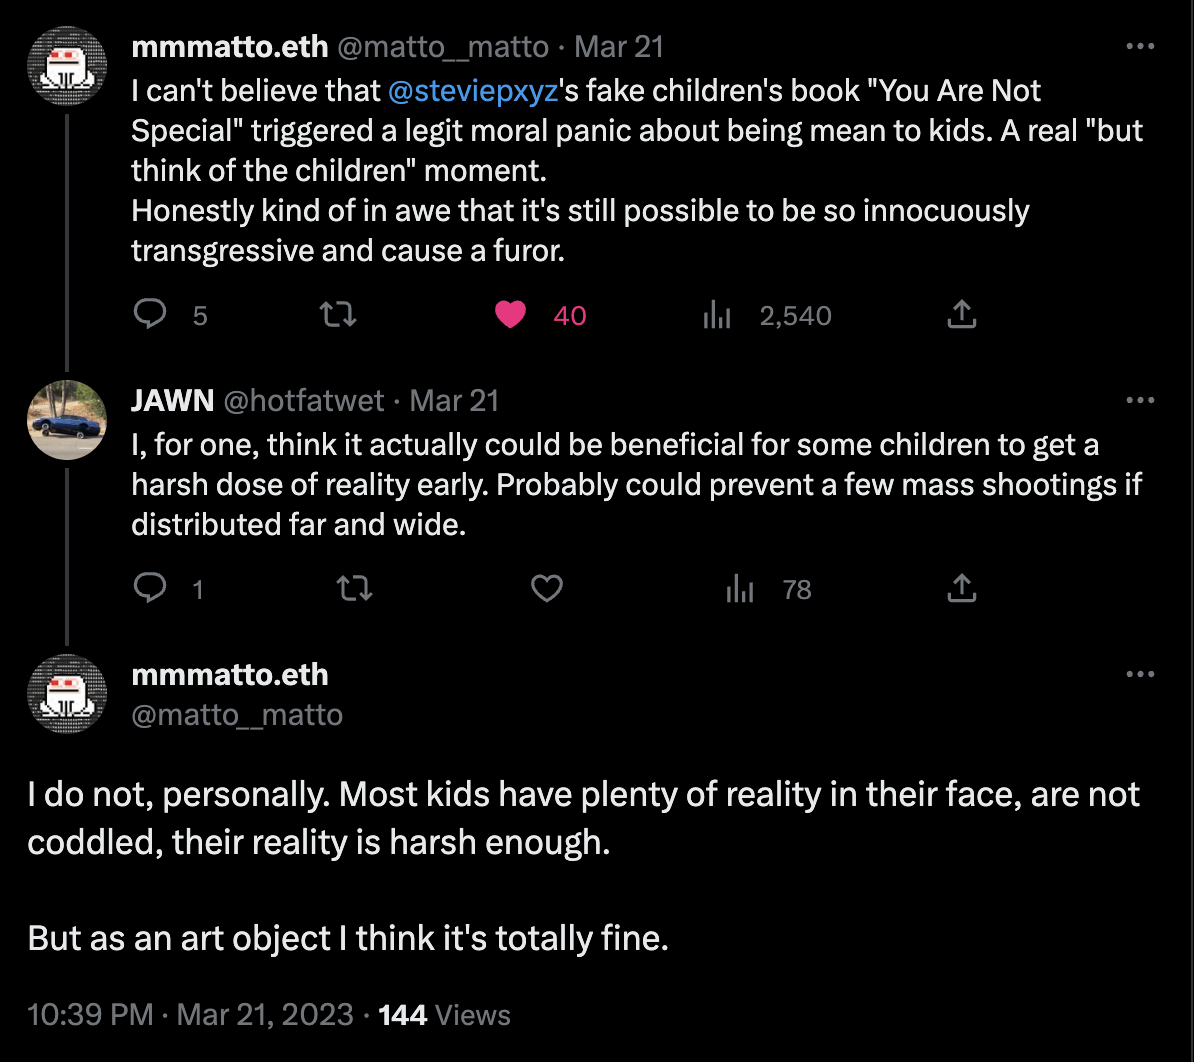 mmmatto.eth @matto__matto · Mar 21
I can't believe that @steviepxyz's fake children's book "You Are Not
Special" triggered a legit moral panic about being mean to kids. A real "but
think of the children" moment.
Honestly kind of in awe that it's still possible to be so innocuously
transgressive and cause a furor.
5 40 2,540
JAWN @hotfatwet · Mar 21
I, for one, think it actually could be beneficial for some children to get a
harsh dose of reality early. Probably could prevent a few mass shootings if
distributed far and wide.
1 78
mmmatto.eth
@matto__matto
I do not, personally. Most kids have plenty of reality in their face, are not
coddled, their reality is harsh enough.
But as an art object I think it's totally fine.
10:39 PM · Mar 21, 2023 · 144 Views